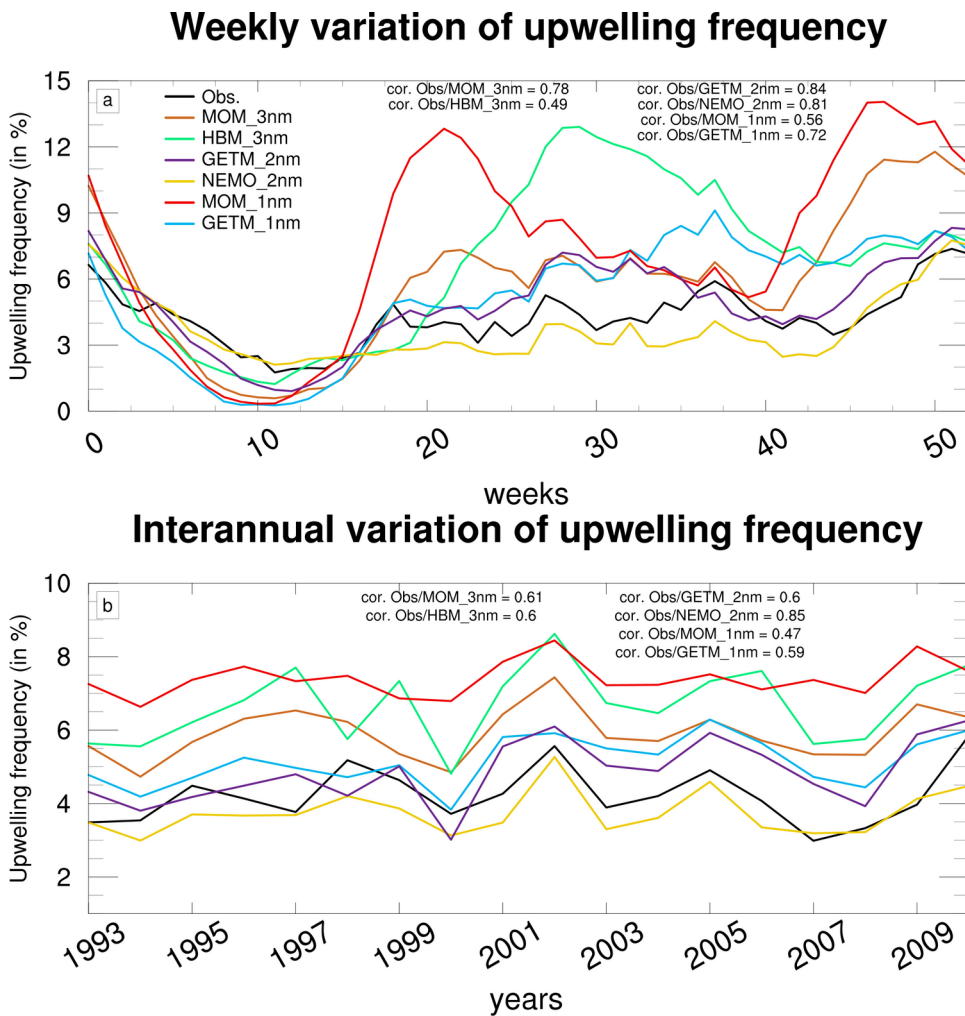 Weekly variation of upwelling frequency
Upwelling frequency (in %)
15
12
9
6
3
0
a
Obs.
MOM_3nm
HBM_3nm
GETM_2nm
NEMO_2nm
MOM_1nm
GETM_1nm
cor. Obs/MOM_3nm = 0.78
cor. Obs/HBM_3nm = 0.49
cor. Obs/GETM_2nm = 0.84
cor. Obs/NEMO_2nm = 0.81
cor. Obs/MOM_1nm = 0.56
cor. Obs/GETM_1nm = 0.72
0 10 20 30 40 50
weeks
Interannual variation of upwelling frequency
Upwelling frequency (in %)
10
8
6
4
2
b
cor. Obs/MOM_3nm = 0.61
cor. Obs/HBM_3nm = 0.6
cor. Obs/GETM_2nm = 0.6
cor. Obs/NEMO_2nm = 0.85
cor. Obs/MOM_1nm = 0.47
cor. Obs/GETM_1nm = 0.59
1993 1995 1997 1999 2001 2003 2005 2007 2009
years